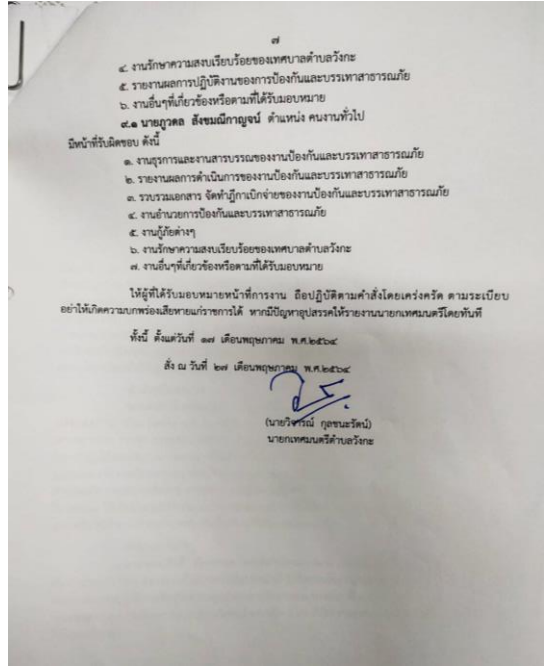 ๗
๔. งานรักษาความสงบเรียบร้อยของเทศบาลตำบลวังกะ
๕. รายงานผลการปฏิบัติงานของการป้องกันและบรรเทาสาธารณภัย
๖. งานอื่นๆที่เกี่ยวข้องหรือตามที่ได้รับมอบหมาย
๙.๑ นายภูวดล สังขมณีกาญจน์ ตำแหน่ง คนงานทั่วไป
มีหน้าที่รับผิดชอบ ดังนี้
๑. งานธุรการและงานสารบรรณของงานป้องกันและบรรเทาสาธารณภัย
๒. รายงานผลการดำเนินการของงานป้องกันและบรรเทาสาธารณภัย
๓. รวบรวมเอกสาร จัดทำฎีกาเบิกจ่ายของงานป้องกันและบรรเทาสาธารณภัย
๔. งานอำนวยการป้องกันและบรรเทาสาธารณภัย
๕. งานกู้ภัยต่างๆ
๖. งานรักษาความสงบเรียบร้อยของเทศบาลตำบลวังกะ
๗. งานอื่นๆที่เกี่ยวข้องหรือตามที่ได้รับมอบหมาย
ให้ผู้ที่ได้รับมอบหมายหน้าที่การงาน ถือปฏิบัติตามคำสั่งโดยเคร่งครัด ตามระเบียบ
อย่าให้เกิดความบกพร่องเสียหายแก่ราชการได้ หากมีปัญหาอุปสรรคให้รายงานนายกเทศมนตรีโดยทันที
ทั้งนี้ ตั้งแต่วันที่ ๑๗ เดือนพฤษภาคม พ.ศ.๒๕๖๔
สั่ง ณ วันที่ ๒๗ เดือนพฤษภาคม พ.ศ.๒๕๖๔
(นายวิจารณ์ กุลชนะรัตน์)
นายกเทศมนตรีตำบลวังกะ